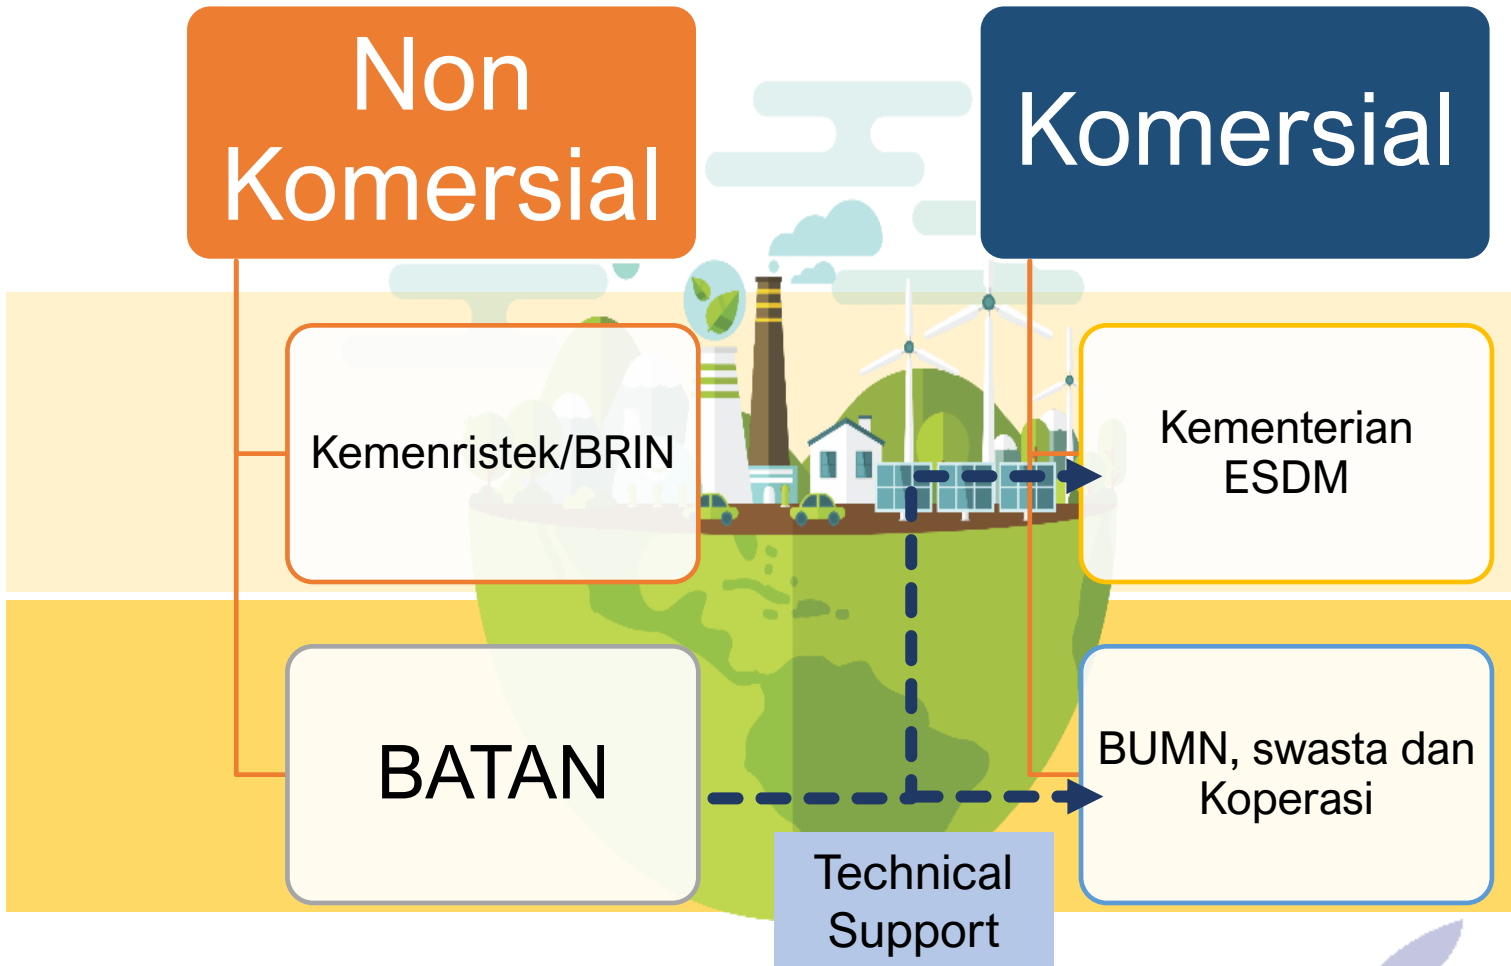 Non
Komersial
Komersial
Kemenristek/BRIN
Kementerian
ESDM
BATAN
BUMN, swasta dan
Koperasi
Technical
Support